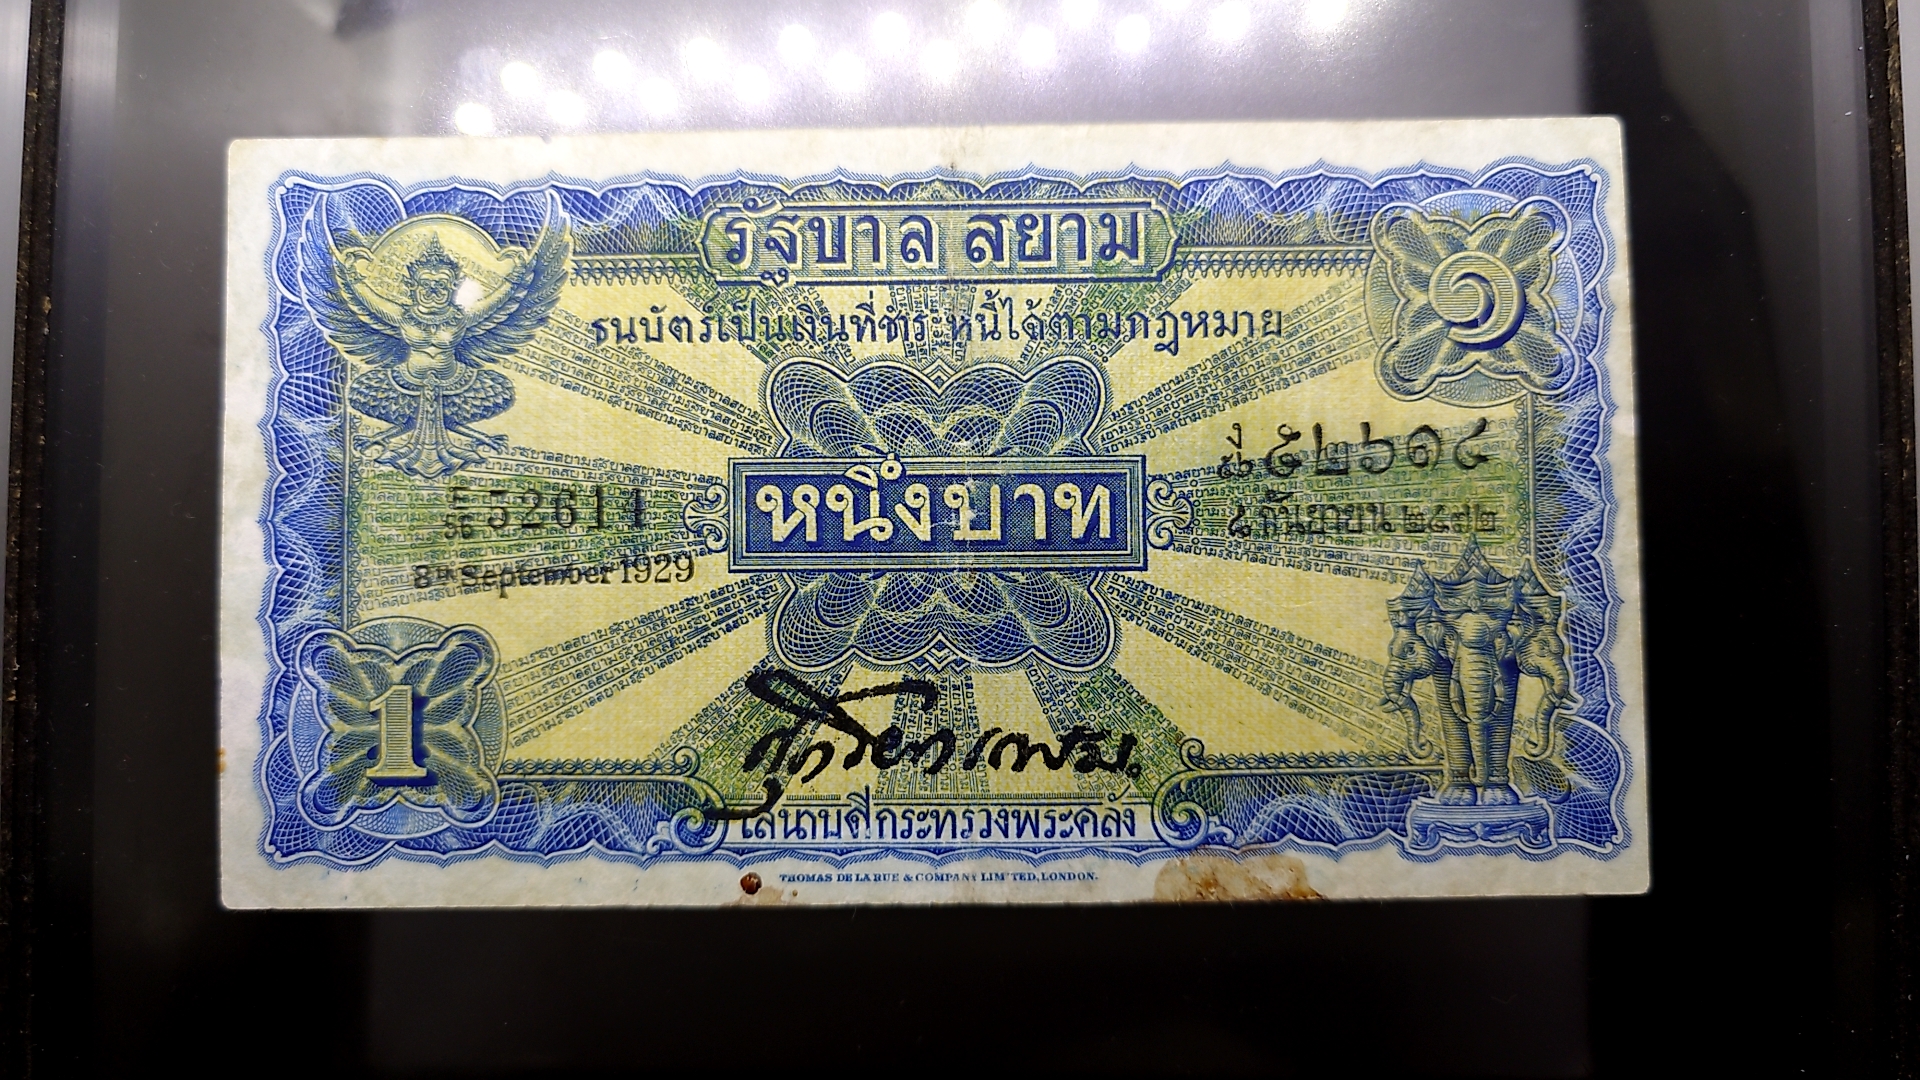 รัฐบาล สยาม
๑
ธนบัตร์เป็นเงินที่ชำระหนี้ได้ตามกฎหมาย
หนึ่งบาท
52611
8TH September 1929
๕๒๖๑๔
๘ กันยายน ๒๔๗๒
1
เสนาบดีกระทรวงพระคลัง
THOMAS DE LA RUE & COMPANY LIMITED, LONDON.